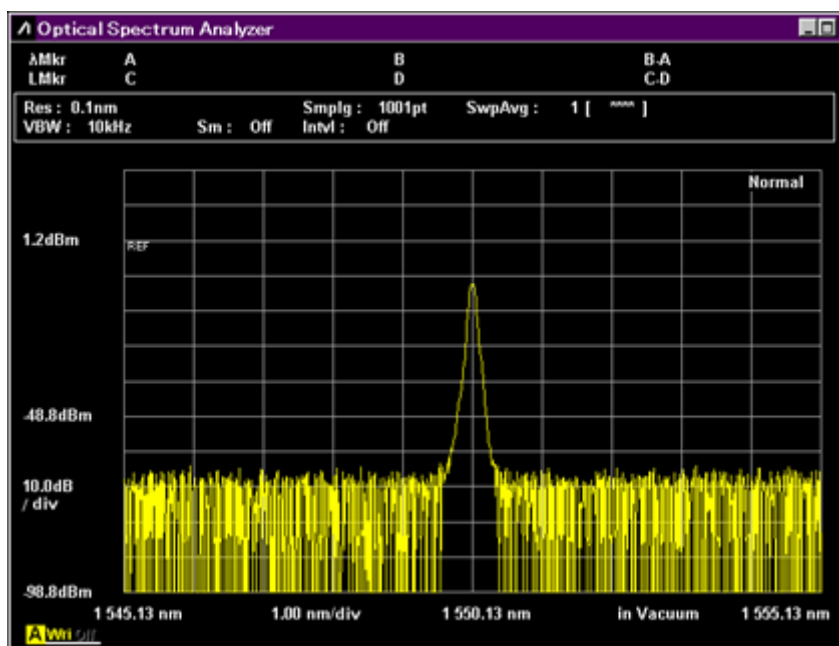 Optical Spectrum Analyzer
λMkr A B B-A
LMkr C D C-D
Res : 0.1nm Smplg : 1001pt SwpAvg : 1 [ ^^^^ ]
VBW : 10kHz Sm : Off Intvl : Off
Normal
1.2dBm REF
-48.8dBm
10.0dB
/ div
-98.8dBm
1 545.13 nm 1.00 nm/div 1 550.13 nm in Vacuum 1 555.13 nm
A Wri Off